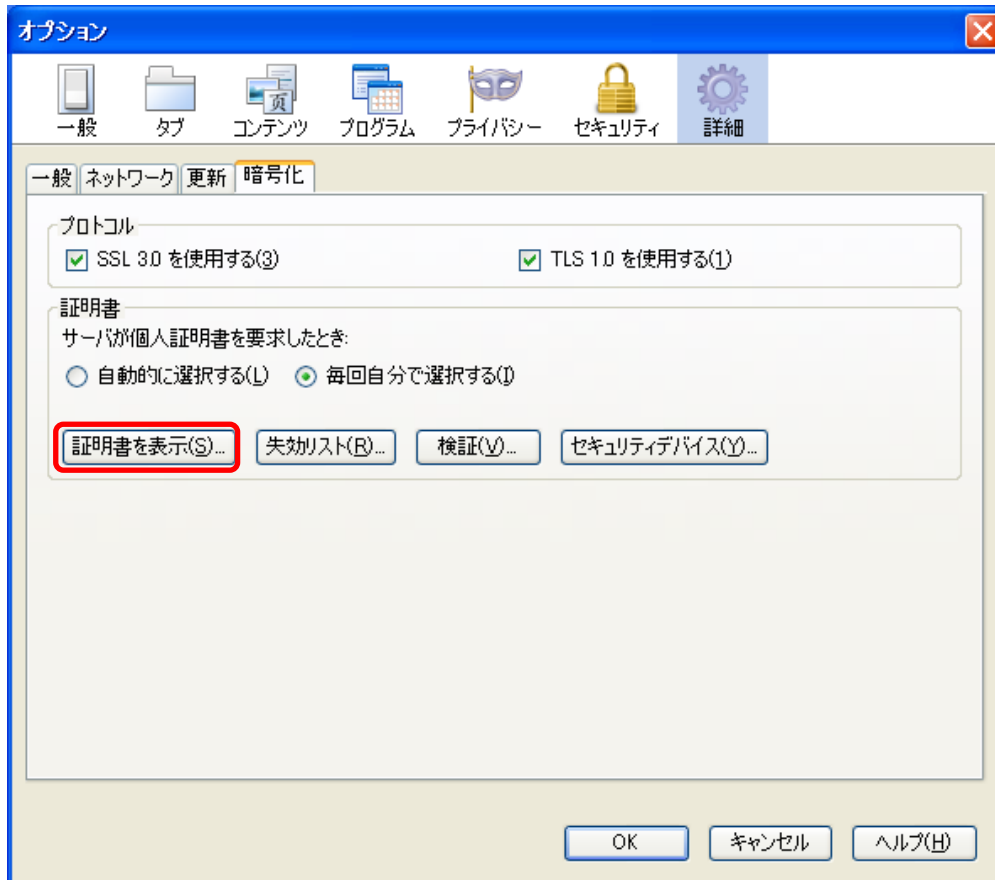 オプション
一般 タブ コンテンツ プログラム プライバシー セキュリティ 詳細
一般 ネットワーク 更新 暗号化
プロトコル
SSL 3.0 を使用する(3) TLS 1.0 を使用する(1)
証明書
サーバが個人証明書を要求したとき:
自動的に選択する(L) 毎回自分で選択する(I)
証明書を表示(S)... 失効リスト(R)... 検証(V)... セキュリティデバイス(Y)...
OK キャンセル ヘルプ(H)